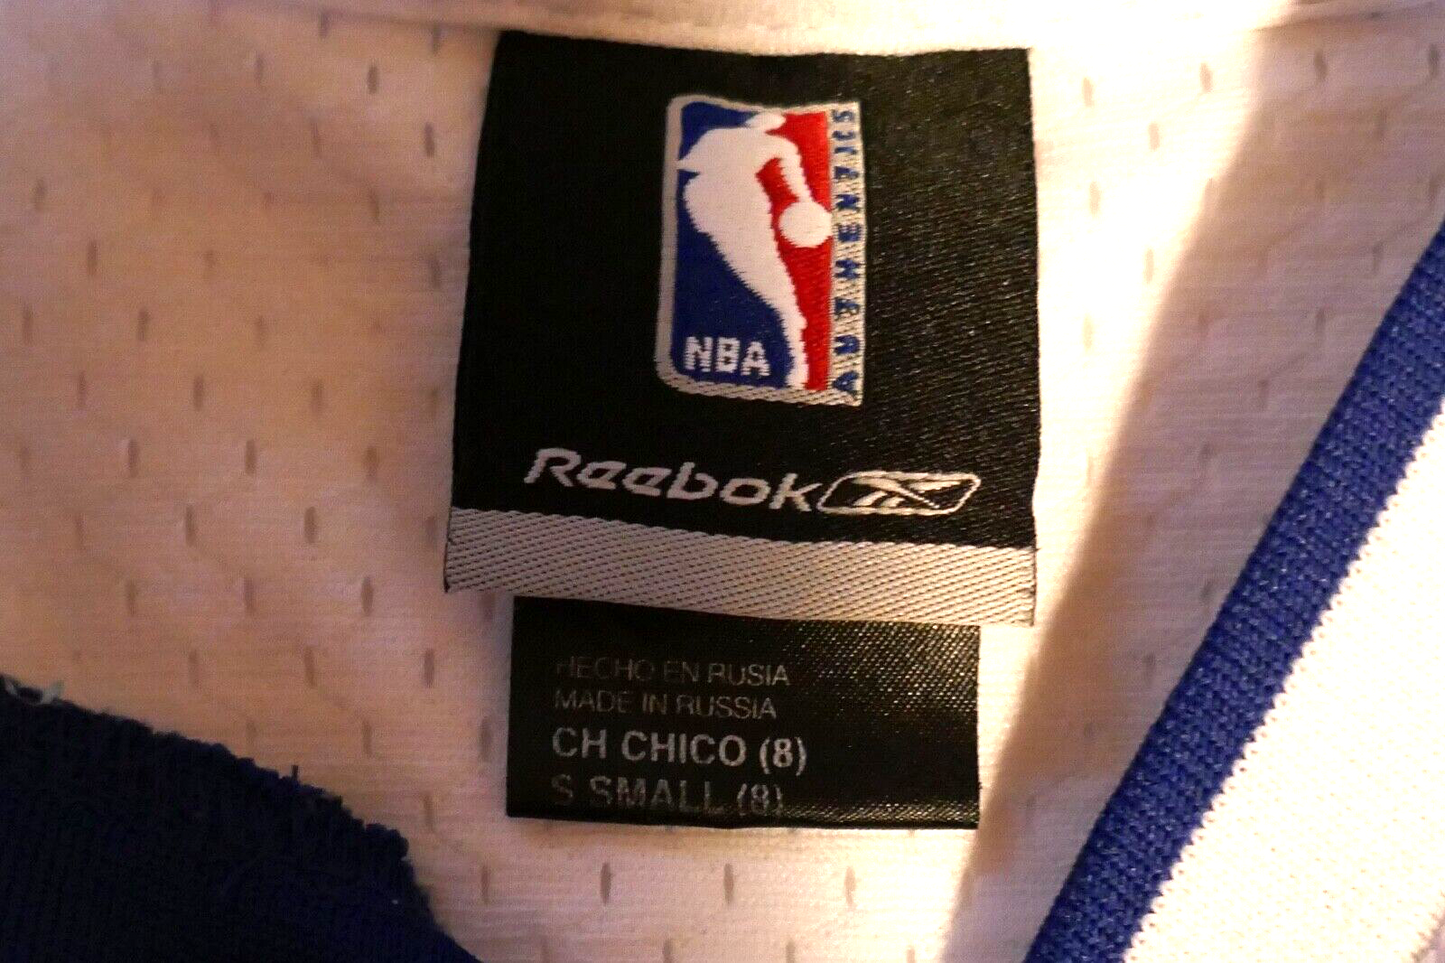 NBA
AUTHENTICS
Reebok
HECHO EN RUSIA
MADE IN RUSSIA
CH CHICO (8)
S SMALL (8)